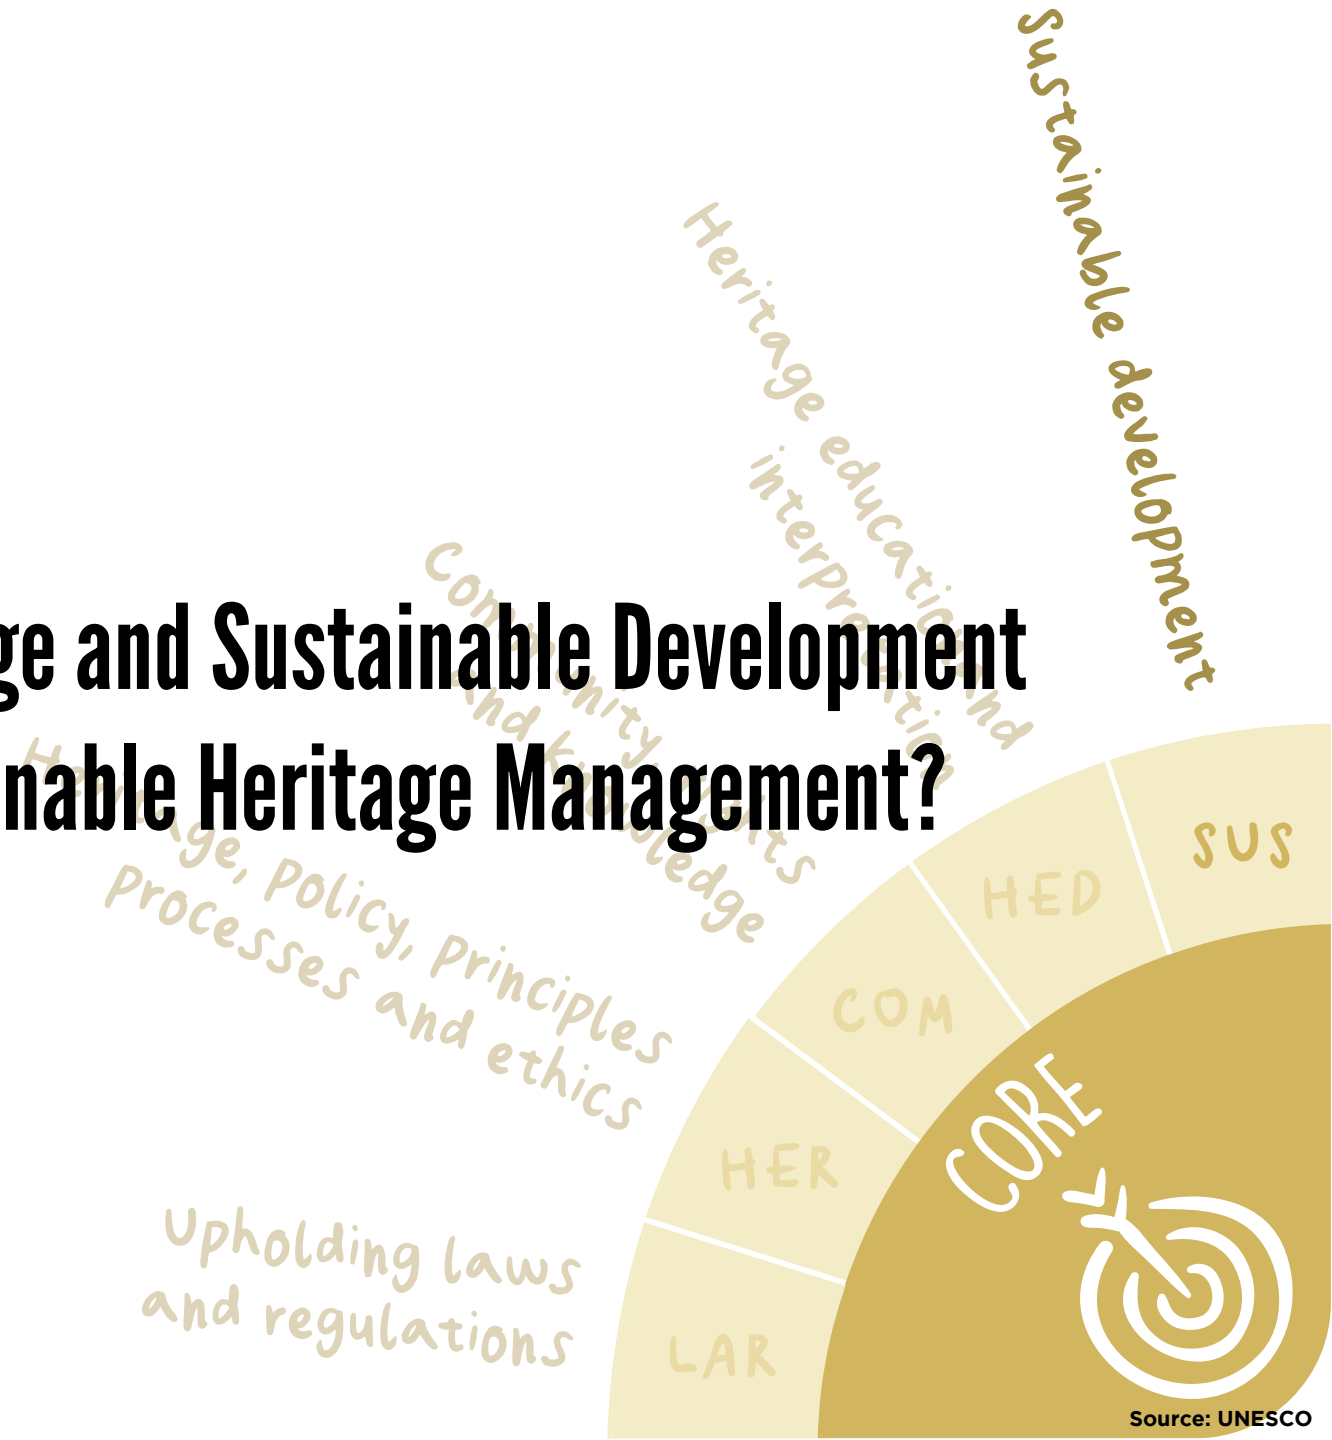 Sustainable development
Heritage education and
interpretation
Community, rights
and knowledge
ge and Sustainable Development
nable Heritage Management?
Heritage, Policy, Principles
Processes and ethics
Upholding laws
and regulations
SUS
HED
COM
HER
LAR
CORE
Source: UNESCO